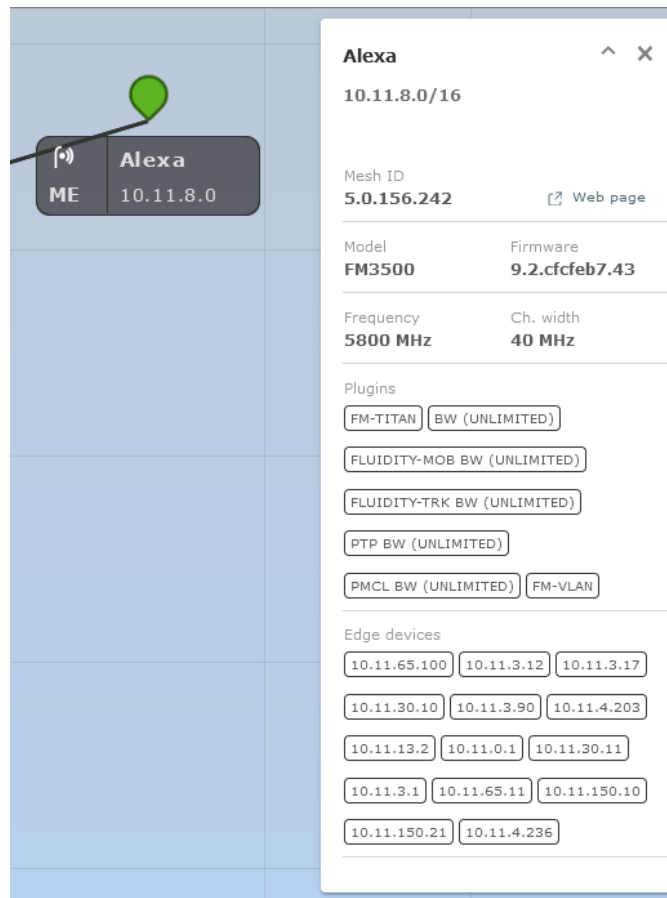 Alexa
ME 10.11.8.0
Alexa
10.11.8.0/16
Mesh ID
5.0.156.242 Web page
Model Firmware
FM3500 9.2.cfcfeb7.43
Frequency Ch. width
5800 MHz 40 MHz
Plugins
FM-TITAN BW (UNLIMITED)
FLUIDITY-MOB BW (UNLIMITED)
FLUIDITY-TRK BW (UNLIMITED)
PTP BW (UNLIMITED)
PMCL BW (UNLIMITED) FM-VLAN
Edge devices
10.11.65.100 10.11.3.12 10.11.3.17
10.11.30.10 10.11.3.90 10.11.4.203
10.11.13.2 10.11.0.1 10.11.30.11
10.11.3.1 10.11.65.11 10.11.150.10
10.11.150.21 10.11.4.236